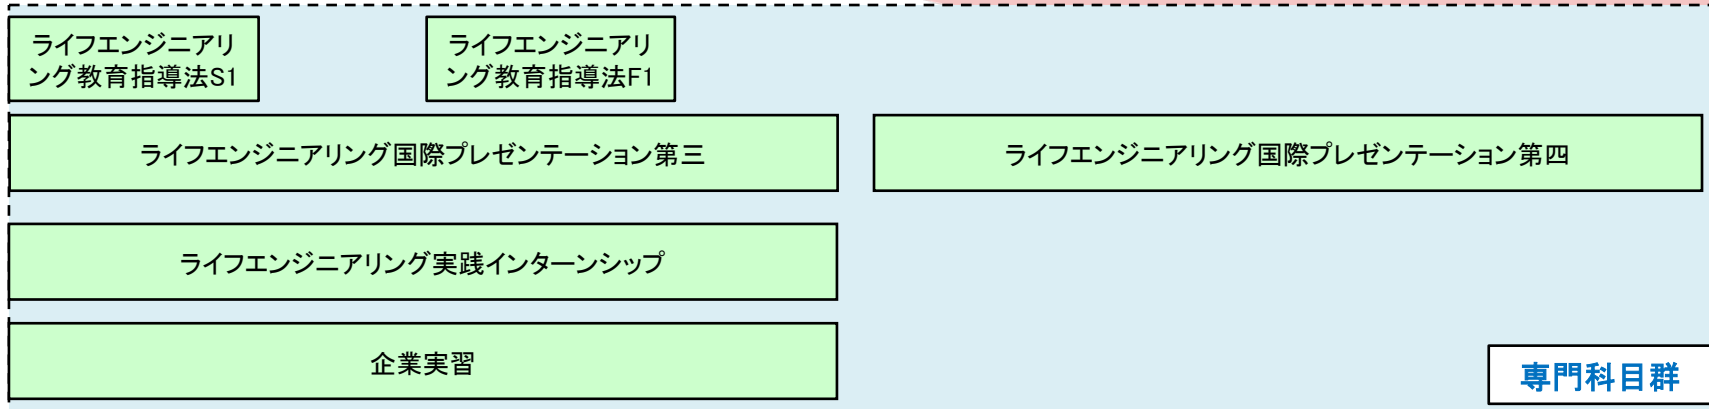 ライフエンジニアリ
ング教育指導法S1
ライフエンジニアリ
ング教育指導法F1
ライフエンジニアリング国際プレゼンテーション第三
ライフエンジニアリング国際プレゼンテーション第四
ライフエンジニアリング実践インターンシップ
企業実習
専門科目群